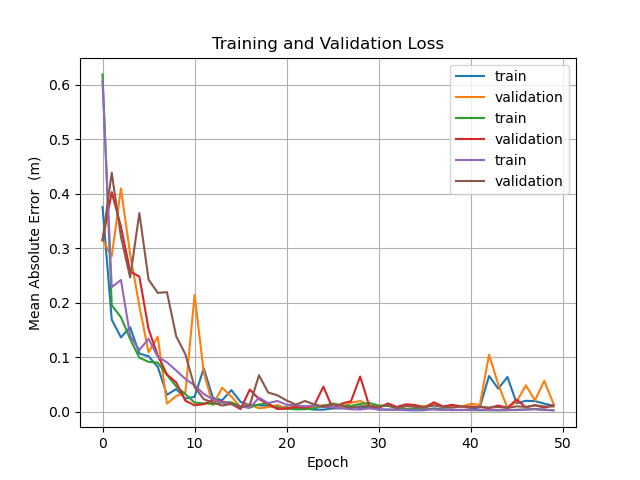 Training and Validation Loss
train
validation
train
validation
train
validation
0.6
0.5
0.4
0.3
0.2
0.1
0.0
Mean Absolute Error  (m)
0 10 20 30 40 50
Epoch